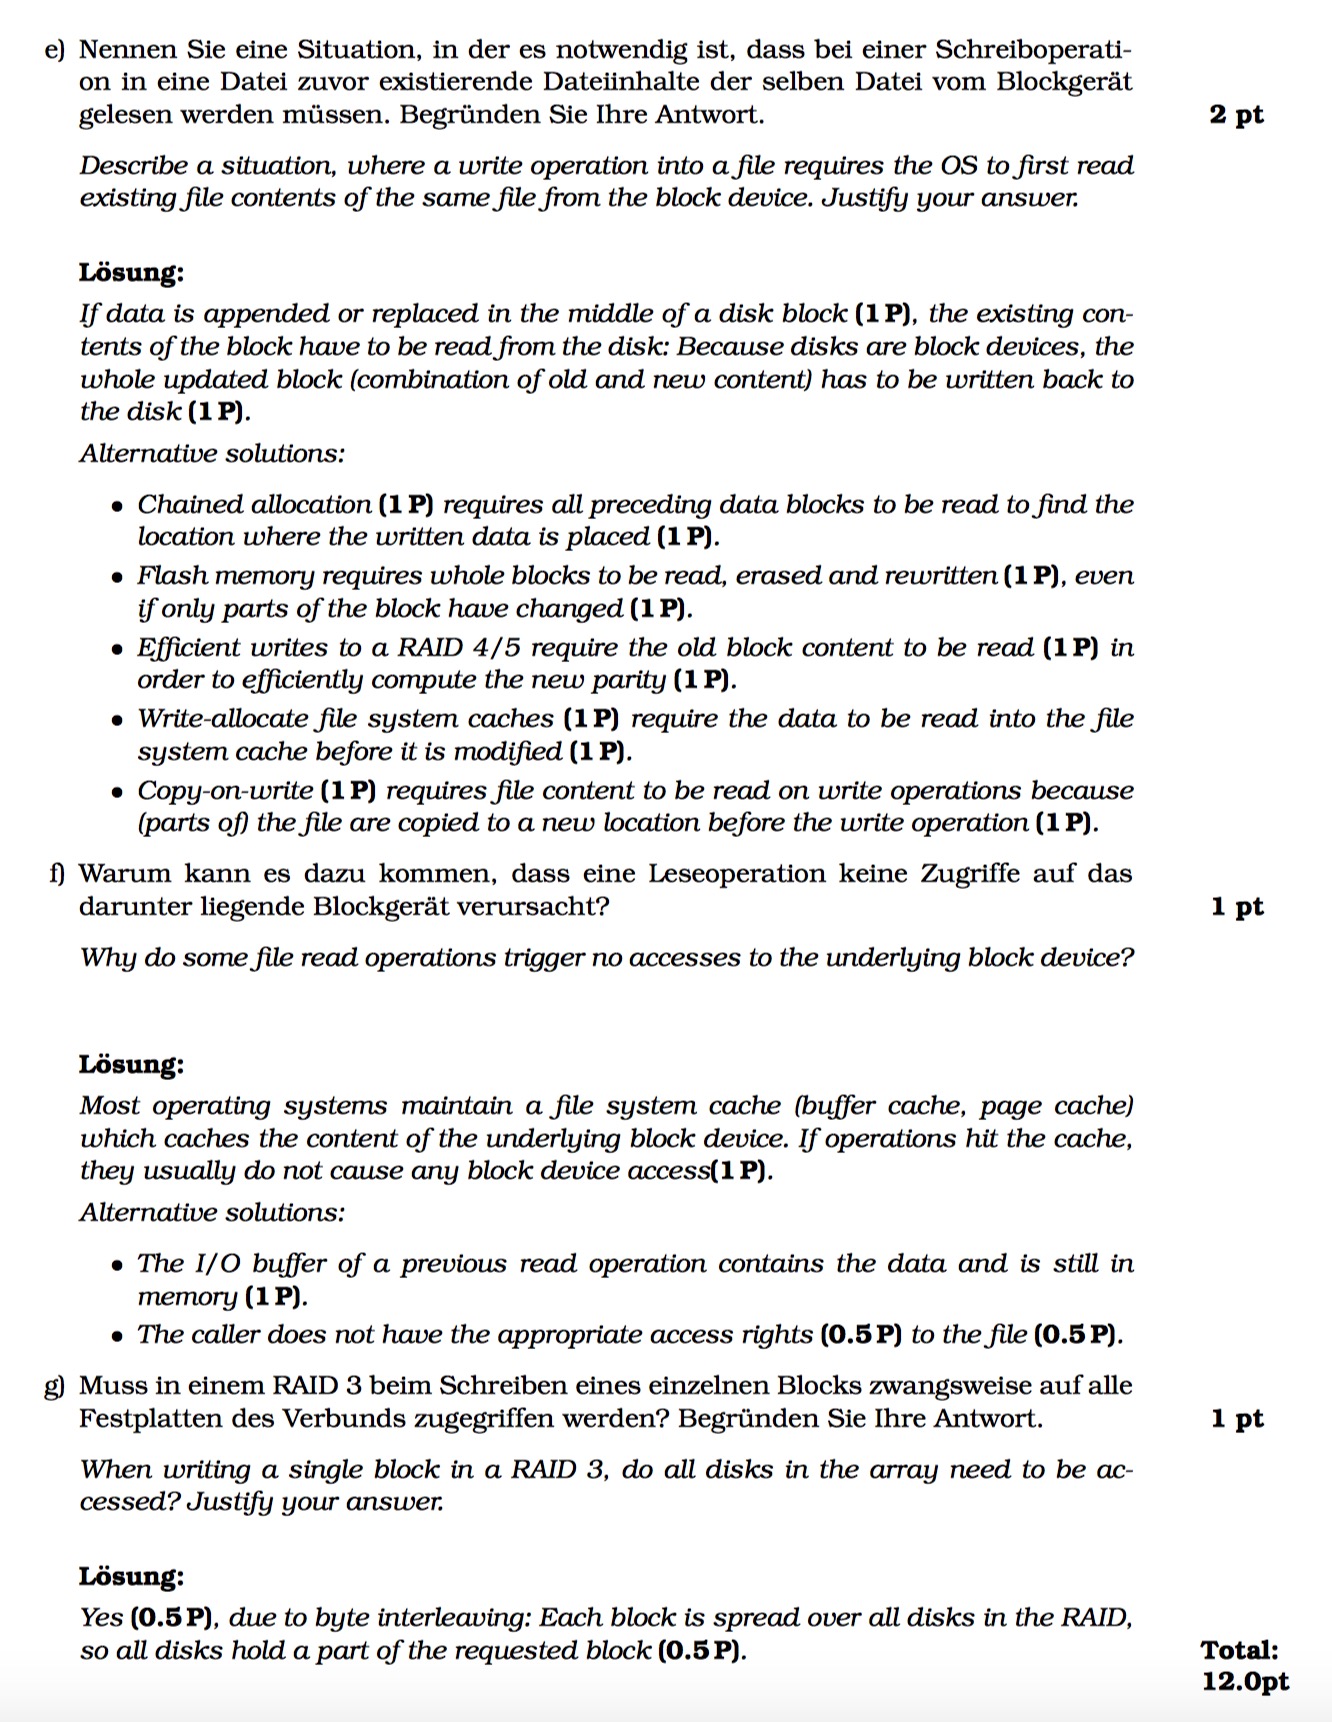 e) Nennen Sie eine Situation, in der es notwendig ist, dass bei einer Schreiboperati-
on in eine Datei zuvor existierende Dateiinhalte der selben Datei vom Blockgerät
gelesen werden müssen. Begründen Sie Ihre Antwort. 2 pt
Describe a situation, where a write operation into a file requires the OS to first read
existing file contents of the same file from the block device. Justify your answer.
Lösung:
If data is appended or replaced in the middle of a disk block (1 P), the existing con-
tents of the block have to be read from the disk: Because disks are block devices, the
whole updated block (combination of old and new content) has to be written back to
the disk (1 P).
Alternative solutions:
• Chained allocation (1 P) requires all preceding data blocks to be read to find the
location where the written data is placed (1 P).
• Flash memory requires whole blocks to be read, erased and rewritten (1 P), even
if only parts of the block have changed (1 P).
• Efficient writes to a RAID 4/5 require the old block content to be read (1 P) in
order to efficiently compute the new parity (1 P).
• Write-allocate file system caches (1 P) require the data to be read into the file
system cache before it is modified (1 P).
• Copy-on-write (1 P) requires file content to be read on write operations because
(parts of) the file are copied to a new location before the write operation (1 P).
f) Warum kann es dazu kommen, dass eine Leseoperation keine Zugriffe auf das
darunter liegende Blockgerät verursacht? 1 pt
Why do some file read operations trigger no accesses to the underlying block device?
Lösung:
Most operating systems maintain a file system cache (buffer cache, page cache)
which caches the content of the underlying block device. If operations hit the cache,
they usually do not cause any block device access(1 P).
Alternative solutions:
• The I/O buffer of a previous read operation contains the data and is still in
memory (1 P).
• The caller does not have the appropriate access rights (0.5 P) to the file (0.5 P).
g) Muss in einem RAID 3 beim Schreiben eines einzelnen Blocks zwangsweise auf alle
Festplatten des Verbunds zugegriffen werden? Begründen Sie Ihre Antwort. 1 pt
When writing a single block in a RAID 3, do all disks in the array need to be ac-
cessed? Justify your answer.
Lösung:
Yes (0.5 P), due to byte interleaving: Each block is spread over all disks in the RAID,
so all disks hold a part of the requested block (0.5 P). Total:
12.0pt